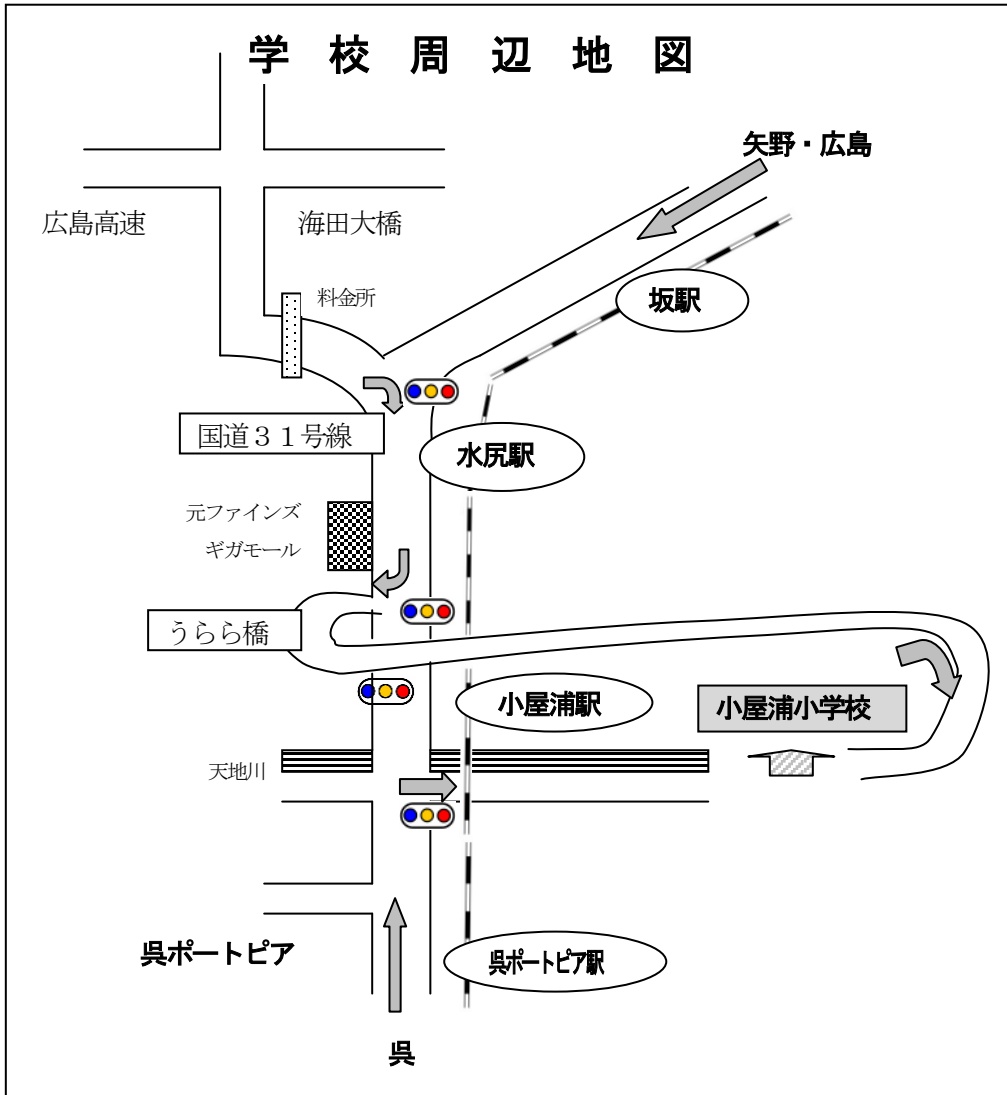 学校周辺地図
矢野・広島
広島高速
海田大橋
料金所
坂駅
国道３１号線
水尻駅
元ファインズ
ギガモール
うらら橋
小屋浦駅
小屋浦小学校
天地川
呉ポートピア
呉ポートピア駅
呉